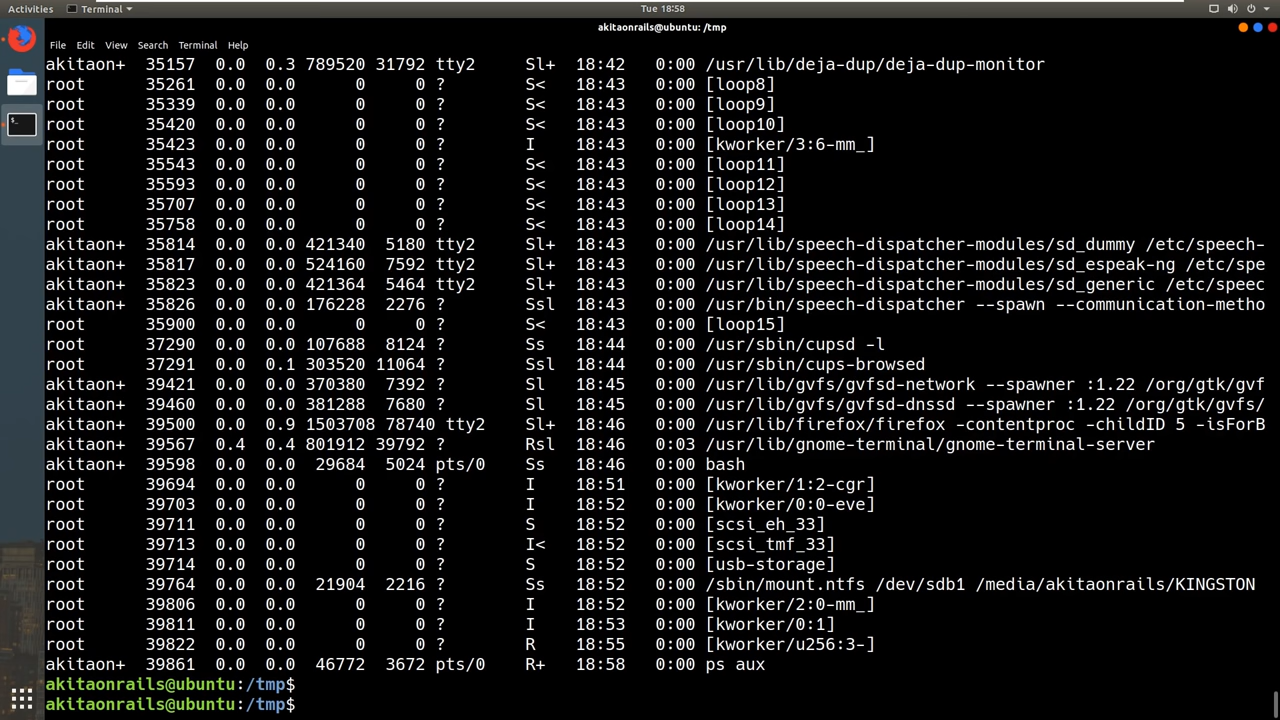 Activities Terminal Tue 18:58
akitaonrails@ubuntu: /tmp
File Edit View Search Terminal Help
akitaon+ 35157 0.0 0.3 789520 31792 tty2 Sl+ 18:42 0:00 /usr/lib/deja-dup/deja-dup-monitor
root 35261 0.0 0.0 0 0 ? S< 18:43 0:00 [loop8]
root 35339 0.0 0.0 0 0 ? S< 18:43 0:00 [loop9]
root 35420 0.0 0.0 0 0 ? S< 18:43 0:00 [loop10]
root 35423 0.0 0.0 0 0 ? I 18:43 0:00 [kworker/3:6-mm_]
root 35543 0.0 0.0 0 0 ? S< 18:43 0:00 [loop11]
root 35593 0.0 0.0 0 0 ? S< 18:43 0:00 [loop12]
root 35707 0.0 0.0 0 0 ? S< 18:43 0:00 [loop13]
root 35758 0.0 0.0 0 0 ? S< 18:43 0:00 [loop14]
akitaon+ 35814 0.0 0.0 421340 5180 tty2 Sl+ 18:43 0:00 /usr/lib/speech-dispatcher-modules/sd_dummy /etc/speech-
akitaon+ 35817 0.0 0.0 524160 7592 tty2 Sl+ 18:43 0:00 /usr/lib/speech-dispatcher-modules/sd_espeak-ng /etc/spe
akitaon+ 35823 0.0 0.0 421364 5464 tty2 Sl+ 18:43 0:00 /usr/lib/speech-dispatcher-modules/sd_generic /etc/speec
akitaon+ 35826 0.0 0.0 176228 2276 ? Ssl 18:43 0:00 /usr/bin/speech-dispatcher --spawn --communication-metho
root 35900 0.0 0.0 0 0 ? S< 18:43 0:00 [loop15]
root 37290 0.0 0.0 107688 8124 ? Ss 18:44 0:00 /usr/sbin/cupsd -l
root 37291 0.0 0.1 303520 11064 ? Ssl 18:44 0:00 /usr/sbin/cups-browsed
akitaon+ 39421 0.0 0.0 370380 7392 ? Sl 18:45 0:00 /usr/lib/gvfs/gvfsd-network --spawner :1.22 /org/gtk/gvf
akitaon+ 39460 0.0 0.0 381288 7680 ? Sl 18:45 0:00 /usr/lib/gvfs/gvfsd-dnssd --spawner :1.22 /org/gtk/gvfs/
akitaon+ 39500 0.0 0.9 1503708 78740 tty2 Sl+ 18:46 0:00 /usr/lib/firefox/firefox -contentproc -childID 5 -isForB
akitaon+ 39567 0.4 0.4 801912 39792 ? Rsl 18:46 0:03 /usr/lib/gnome-terminal/gnome-terminal-server
akitaon+ 39598 0.0 0.0 29684 5024 pts/0 Ss 18:46 0:00 bash
root 39694 0.0 0.0 0 0 ? I 18:51 0:00 [kworker/1:2-cgr]
root 39703 0.0 0.0 0 0 ? I 18:52 0:00 [kworker/0:0-eve]
root 39711 0.0 0.0 0 0 ? S 18:52 0:00 [scsi_eh_33]
root 39713 0.0 0.0 0 0 ? I< 18:52 0:00 [scsi_tmf_33]
root 39714 0.0 0.0 0 0 ? S 18:52 0:00 [usb-storage]
root 39764 0.0 0.0 21904 2216 ? Ss 18:52 0:00 /sbin/mount.ntfs /dev/sdb1 /media/akitaonrails/KINGSTON
root 39806 0.0 0.0 0 0 ? I 18:52 0:00 [kworker/2:0-mm_]
root 39811 0.0 0.0 0 0 ? I 18:53 0:00 [kworker/0:1]
root 39822 0.0 0.0 0 0 ? R 18:55 0:00 [kworker/u256:3-]
akitaon+ 39861 0.0 0.0 46772 3672 pts/0 R+ 18:58 0:00 ps aux
akitaonrails@ubuntu:/tmp$
akitaonrails@ubuntu:/tmp$